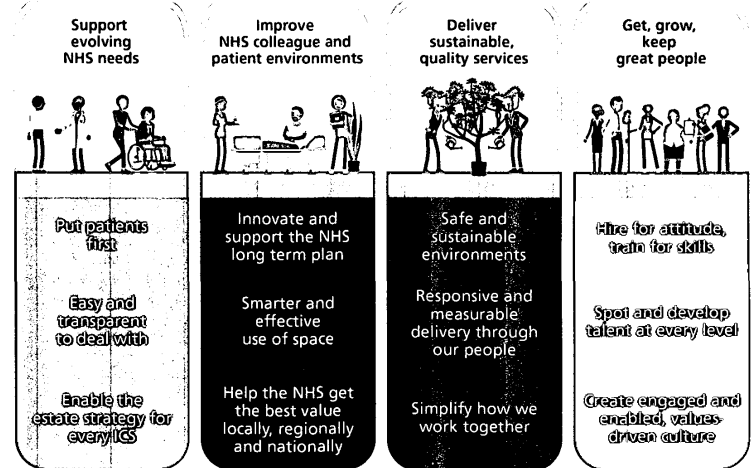 Support
evolving
NHS needs
Put patients
first
Easy and
transparent
to deal with
Enable the
estate strategy for
every ICS
Improve
NHS colleague and
patient environments
Innovate and
support the NHS
long term plan
Smarter and
effective
use of space
Help the NHS get
the best value
locally, regionally
and nationally
Deliver
sustainable,
quality services
Safe and
sustainable
environments
Responsive and
measurable
delivery through
our people
Simplify how we
work together
Get, grow,
keep
great people
Hire for attitude,
train for skills
Spot and develop
talent at every level
Create engaged and
enabled, values-
driven culture